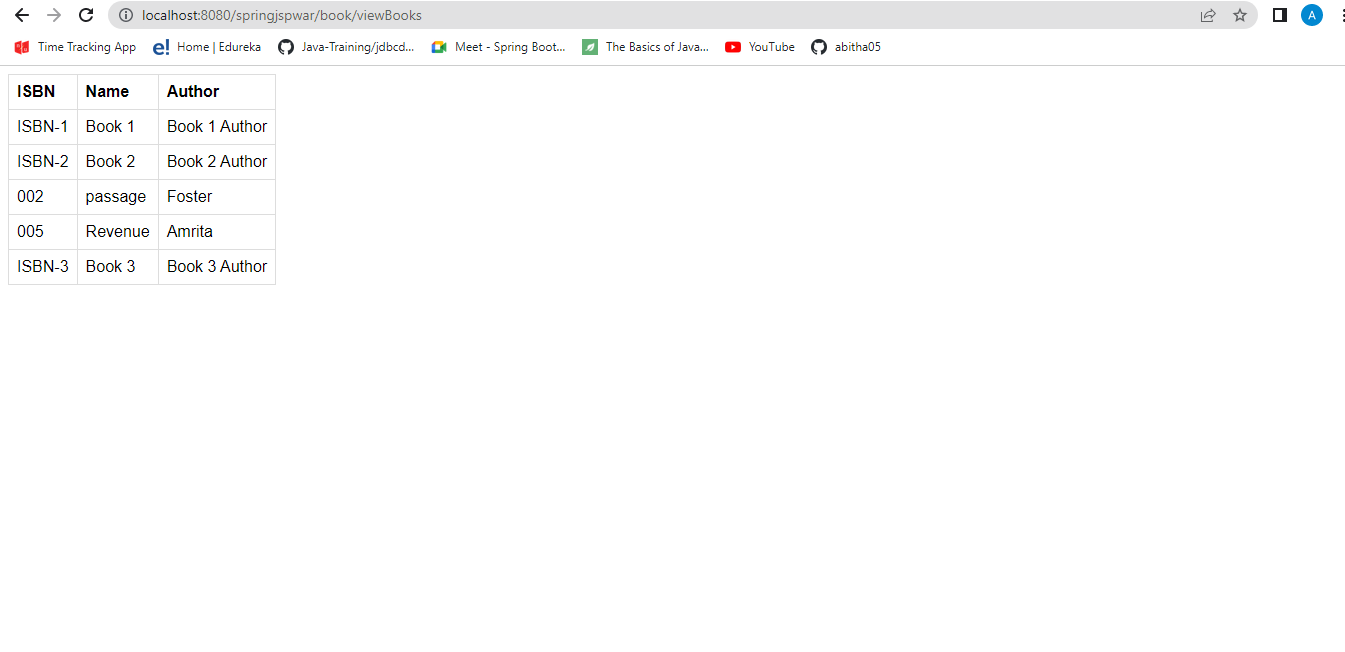 localhost:8080/springjspwar/book/viewBooks A
Time Tracking App e! Home | Edureka Java-Training/jdbcd... Meet - Spring Boot... The Basics of Java... YouTube abitha05
ISBN Name Author
ISBN-1 Book 1 Book 1 Author
ISBN-2 Book 2 Book 2 Author
002 passage Foster
005 Revenue Amrita
ISBN-3 Book 3 Book 3 Author